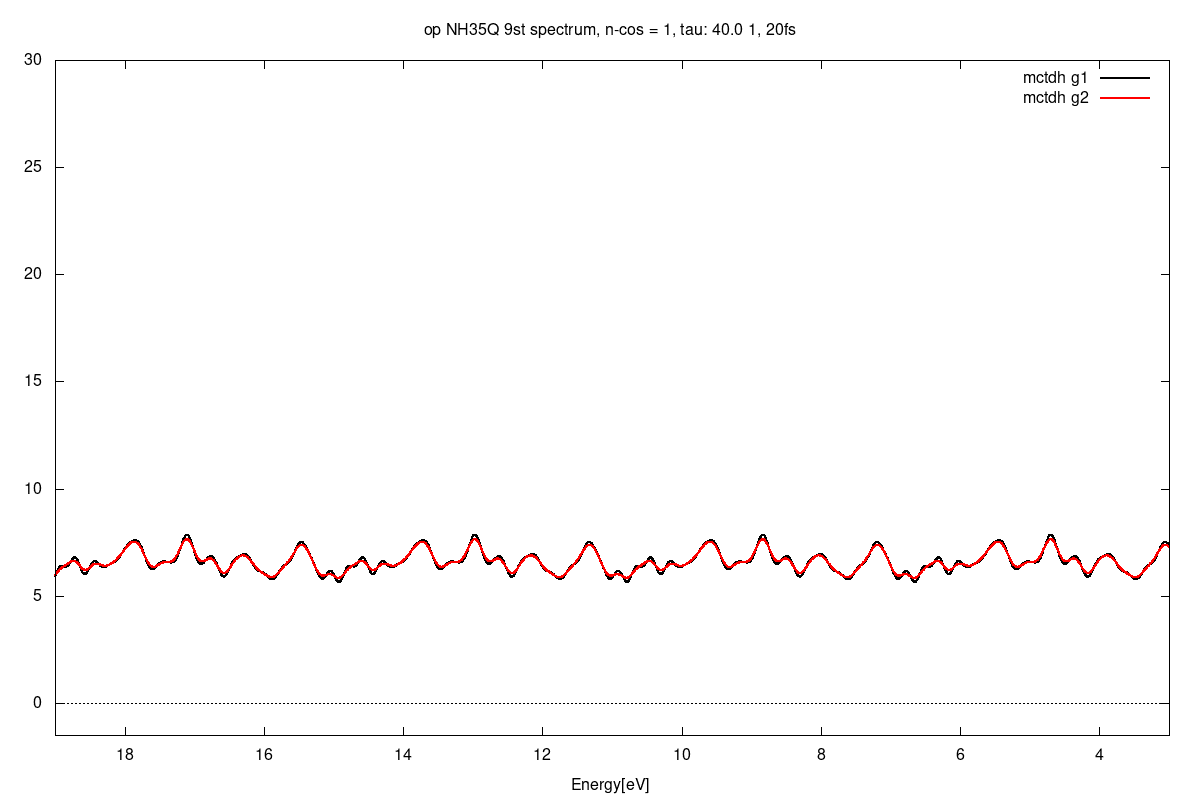 op NH35Q 9st spectrum, n-cos = 1, tau: 40.0 1, 20fs
mctdh g1
mctdh g2
30
25
20
15
10
5
0
18 16 14 12 10 8 6 4
Energy[eV]